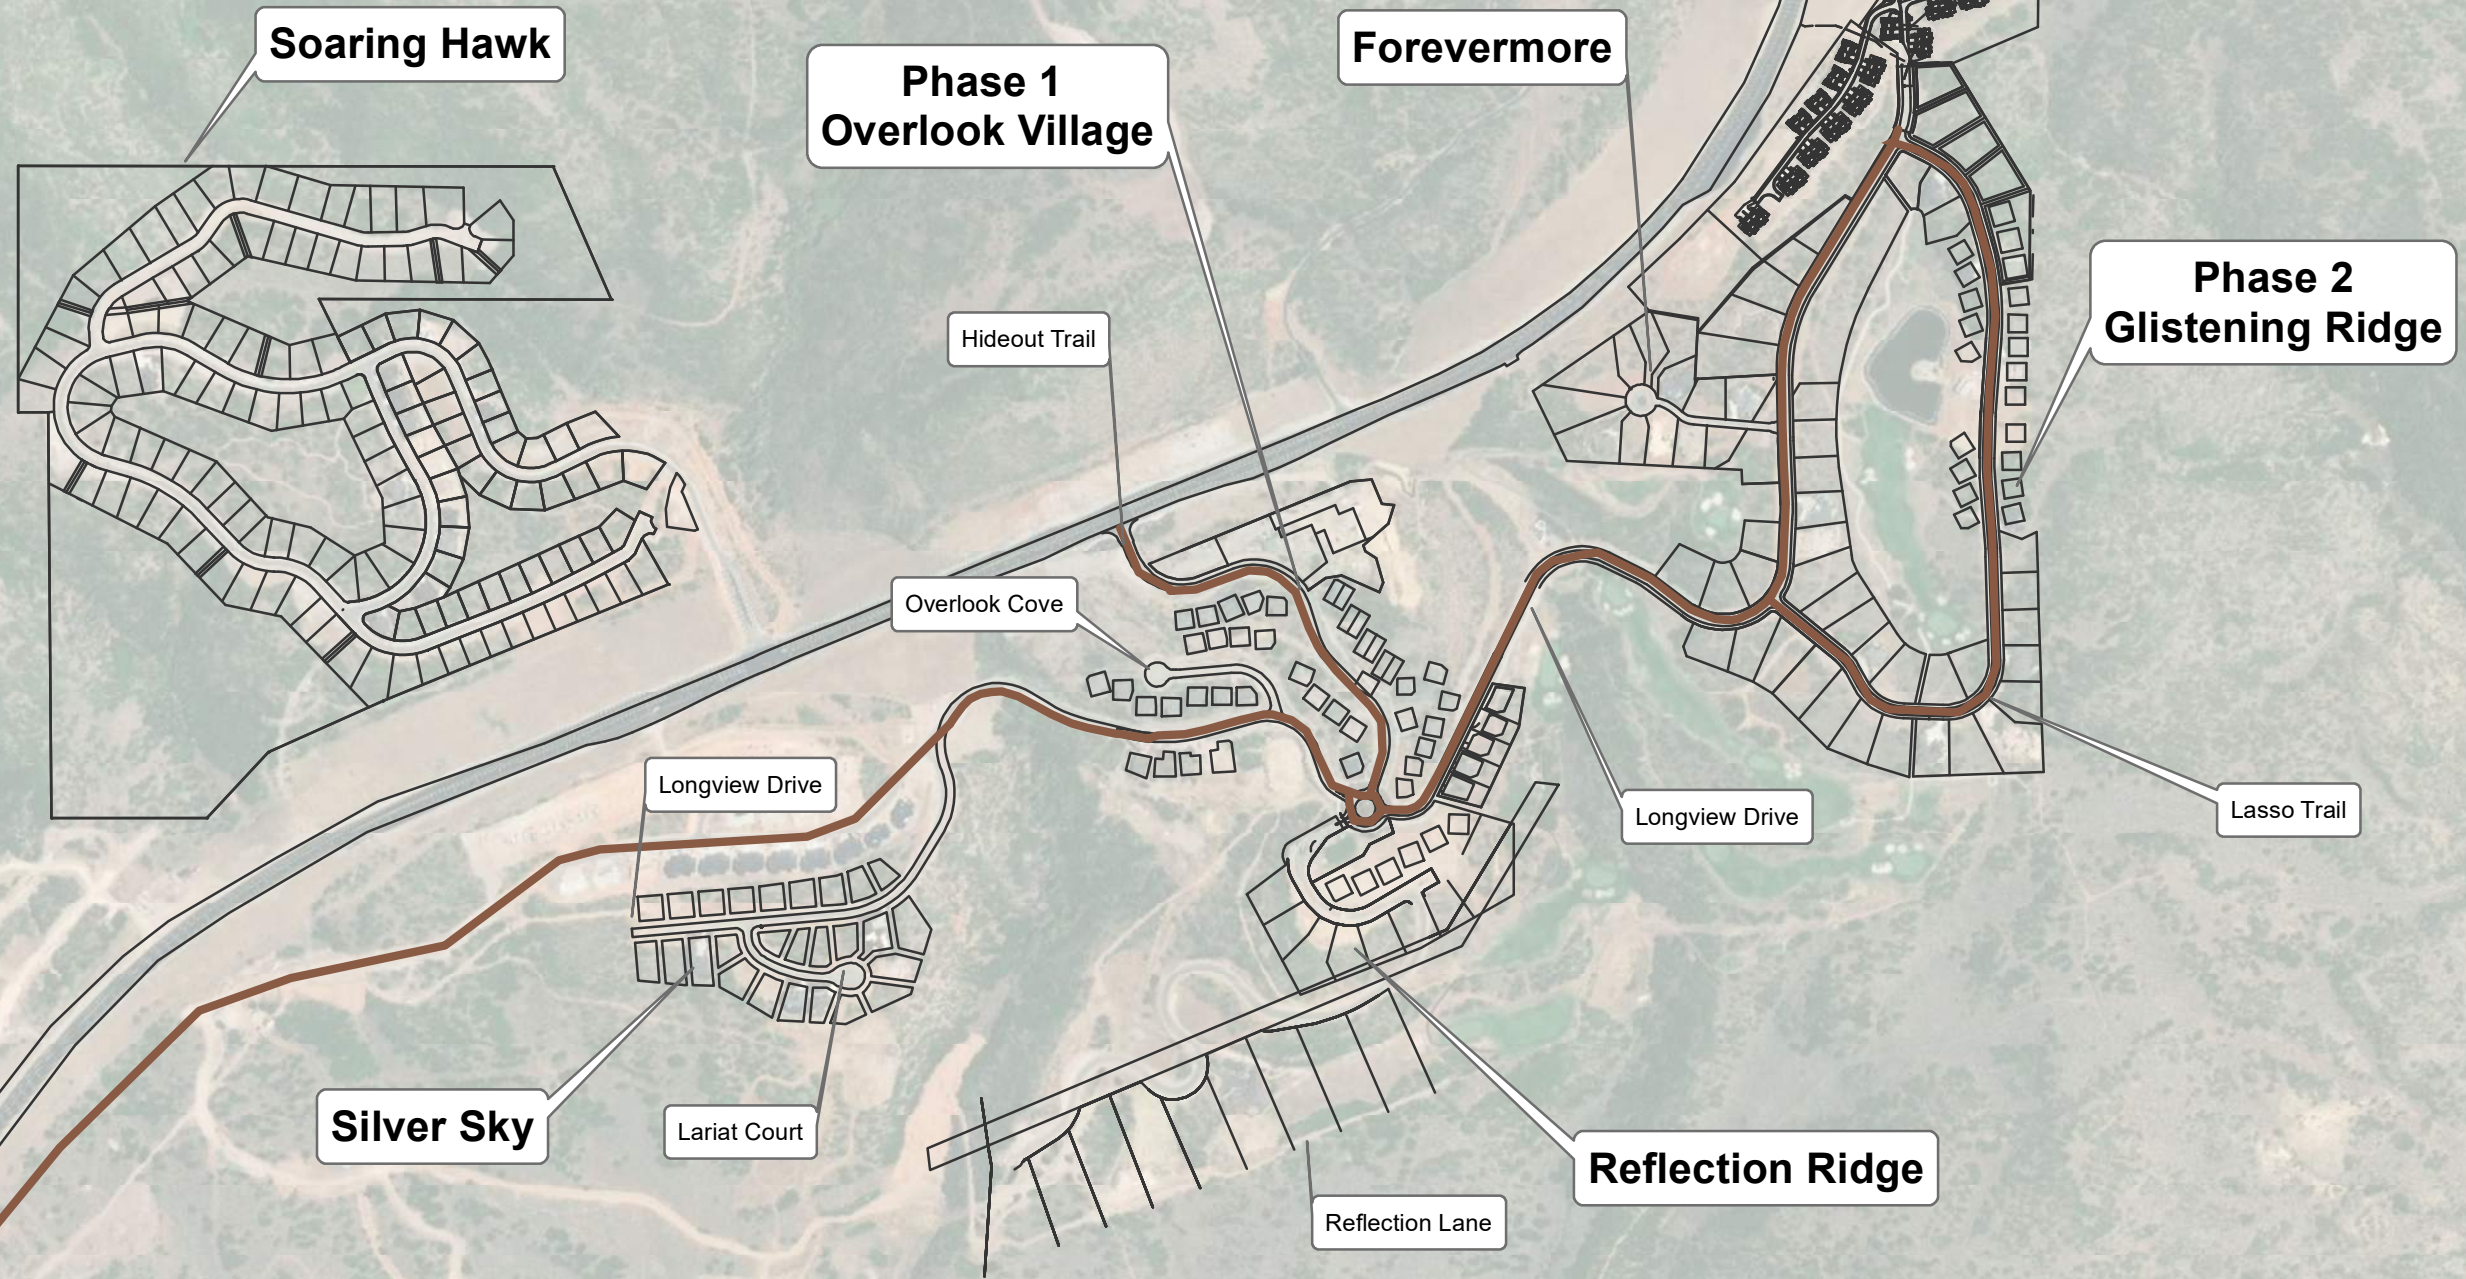 Soaring Hawk
Phase 1
Overlook Village
Forevermore
Phase 2
Glistening Ridge
Hideout Trail
Overlook Cove
Longview Drive
Longview Drive
Lasso Trail
Silver Sky
Lariat Court
Reflection Ridge
Reflection Lane